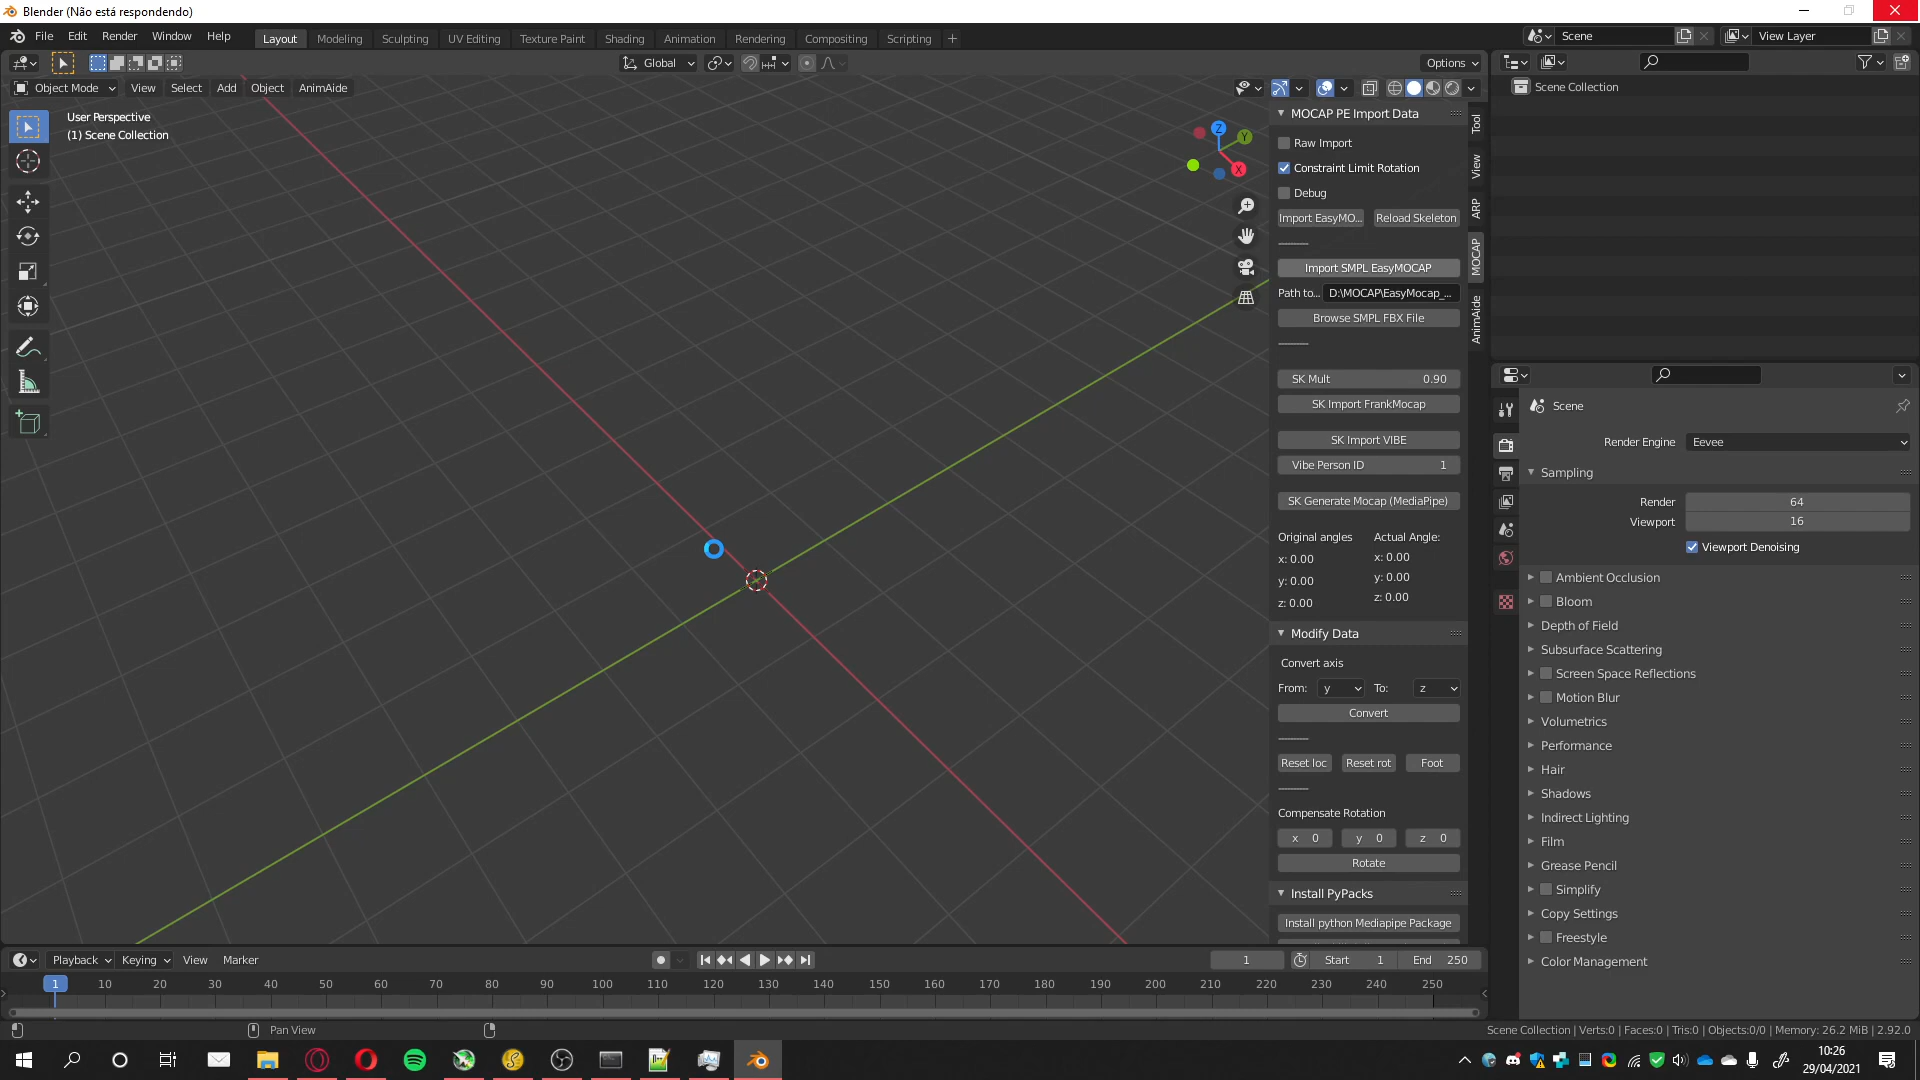 Blender (Não está respondendo)
File Edit Render Window Help
Layout Modeling Sculpting UV Editing Texture Paint Shading Animation Rendering Compositing Scripting +
Scene View Layer
Global Options
Object Mode View Select Add Object AnimAide
User Perspective
(1) Scene Collection
Z Y X
MOCAP PE Import Data
Raw Import
Constraint Limit Rotation
Debug
Import EasyMO... Reload Skeleton
----------
Import SMPL EasyMOCAP
Path to... D:\MOCAP\EasyMocap_...
Browse SMPL FBX File
----------
SK Mult 0.90
SK Import FrankMocap
SK Import VIBE
Vibe Person ID 1
SK Generate Mocap (MediaPipe)
Original angles Actual Angle:
x: 0.00 x: 0.00
y: 0.00 y: 0.00
z: 0.00 z: 0.00
Modify Data
Convert axis
From: y To: z
Convert
----------
Reset loc Reset rot Foot
----------
Compensate Rotation
x 0 y 0 z 0
Rotate
Install PyPacks
Install python Mediapipe Package
Tool
View
ARP
MOCAP
AnimAide
Scene Collection
Scene
Render Engine Eevee
Sampling
Render 64
Viewport 16
Viewport Denoising
Ambient Occlusion
Bloom
Depth of Field
Subsurface Scattering
Screen Space Reflections
Motion Blur
Volumetrics
Performance
Hair
Shadows
Indirect Lighting
Film
Grease Pencil
Simplify
Copy Settings
Freestyle
Color Management
Playback Keying View Marker 1 Start 1 End 250
1 10 20 30 40 50 60 70 80 90 100 110 120 130 140 150 160 170 180 190 200 210 220 230 240 250
Pan View
Scene Collection | Verts:0 | Faces:0 | Tris:0 | Objects:0/0 | Memory: 26.2 MiB | 2.92.0
10:26
29/04/2021